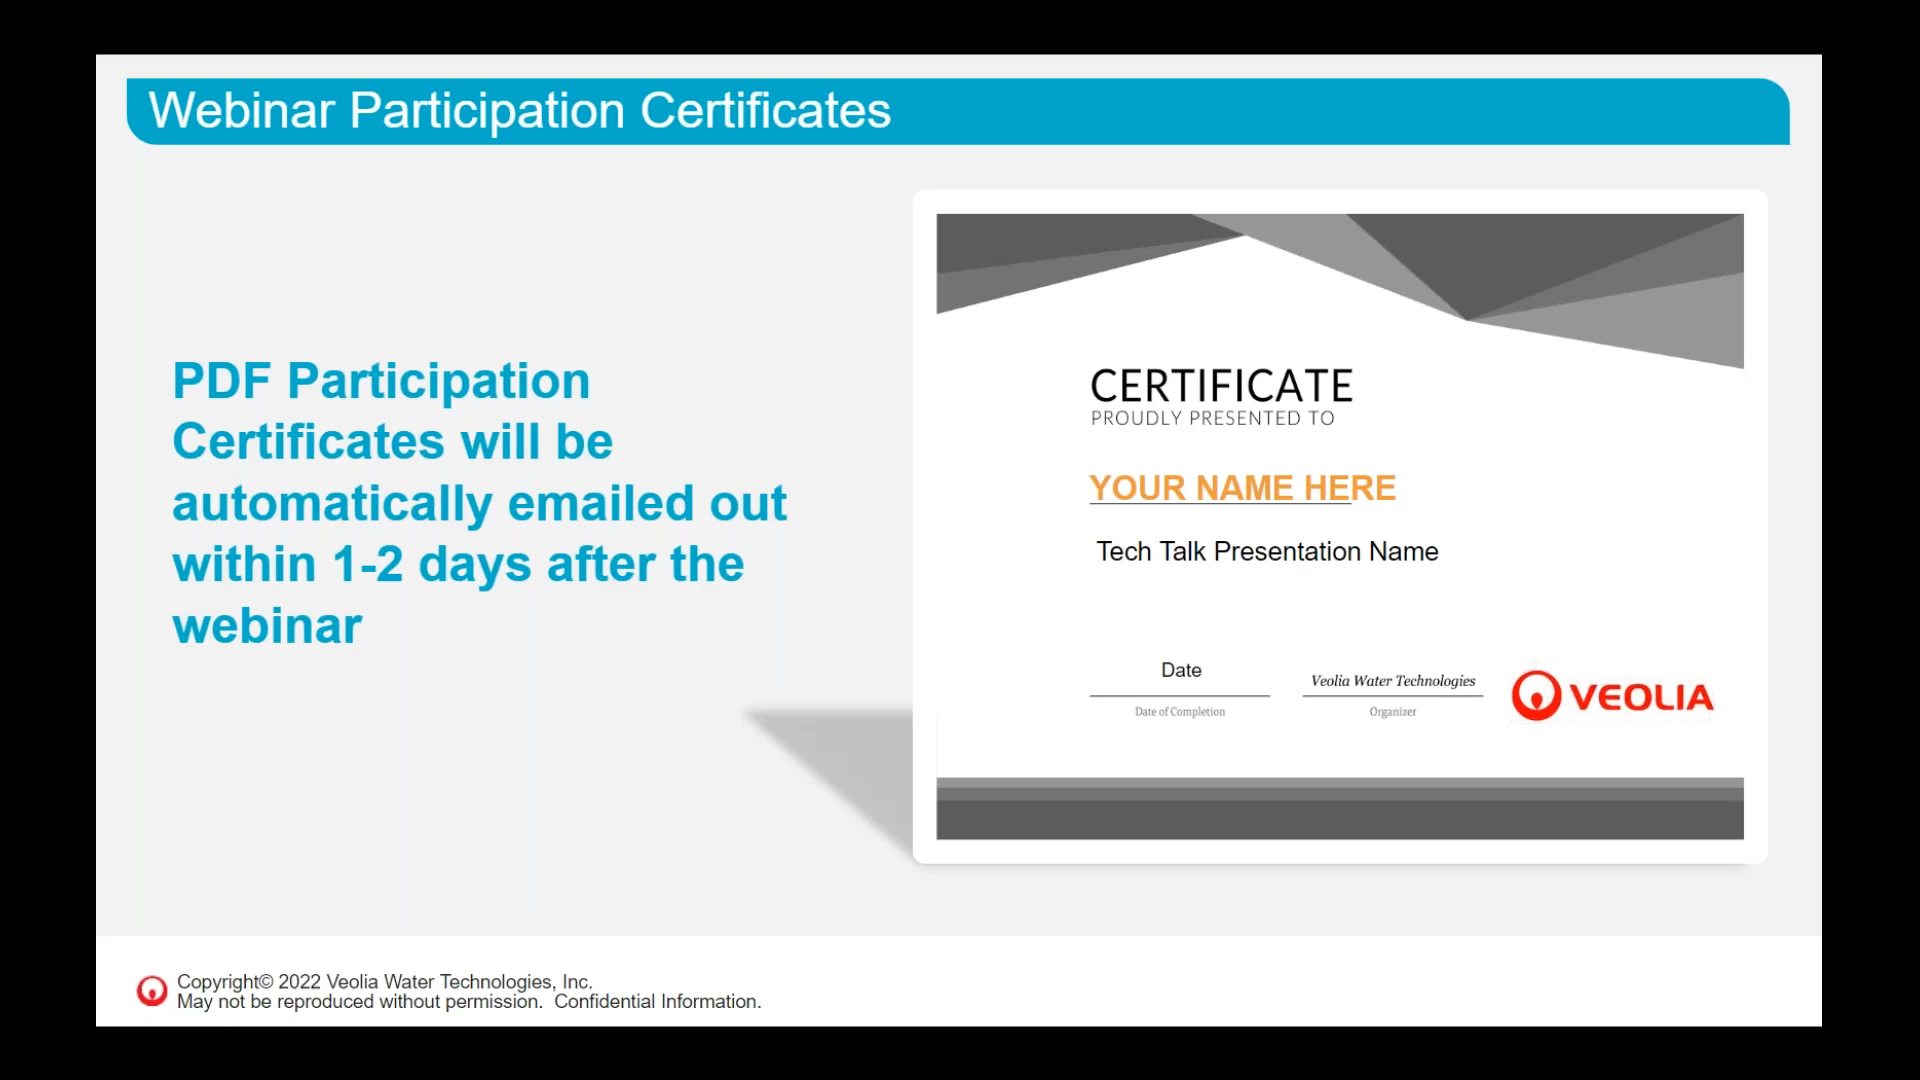 Webinar Participation Certificates
PDF Participation
Certificates will be
automatically emailed out
within 1-2 days after the
webinar
CERTIFICATE
PROUDLY PRESENTED TO
YOUR NAME HERE
Tech Talk Presentation Name
Date
Date of Completion
Veolia Water Technologies
Organizer
VEOLIA
Copyright© 2022 Veolia Water Technologies, Inc.
May not be reproduced without permission.  Confidential Information.